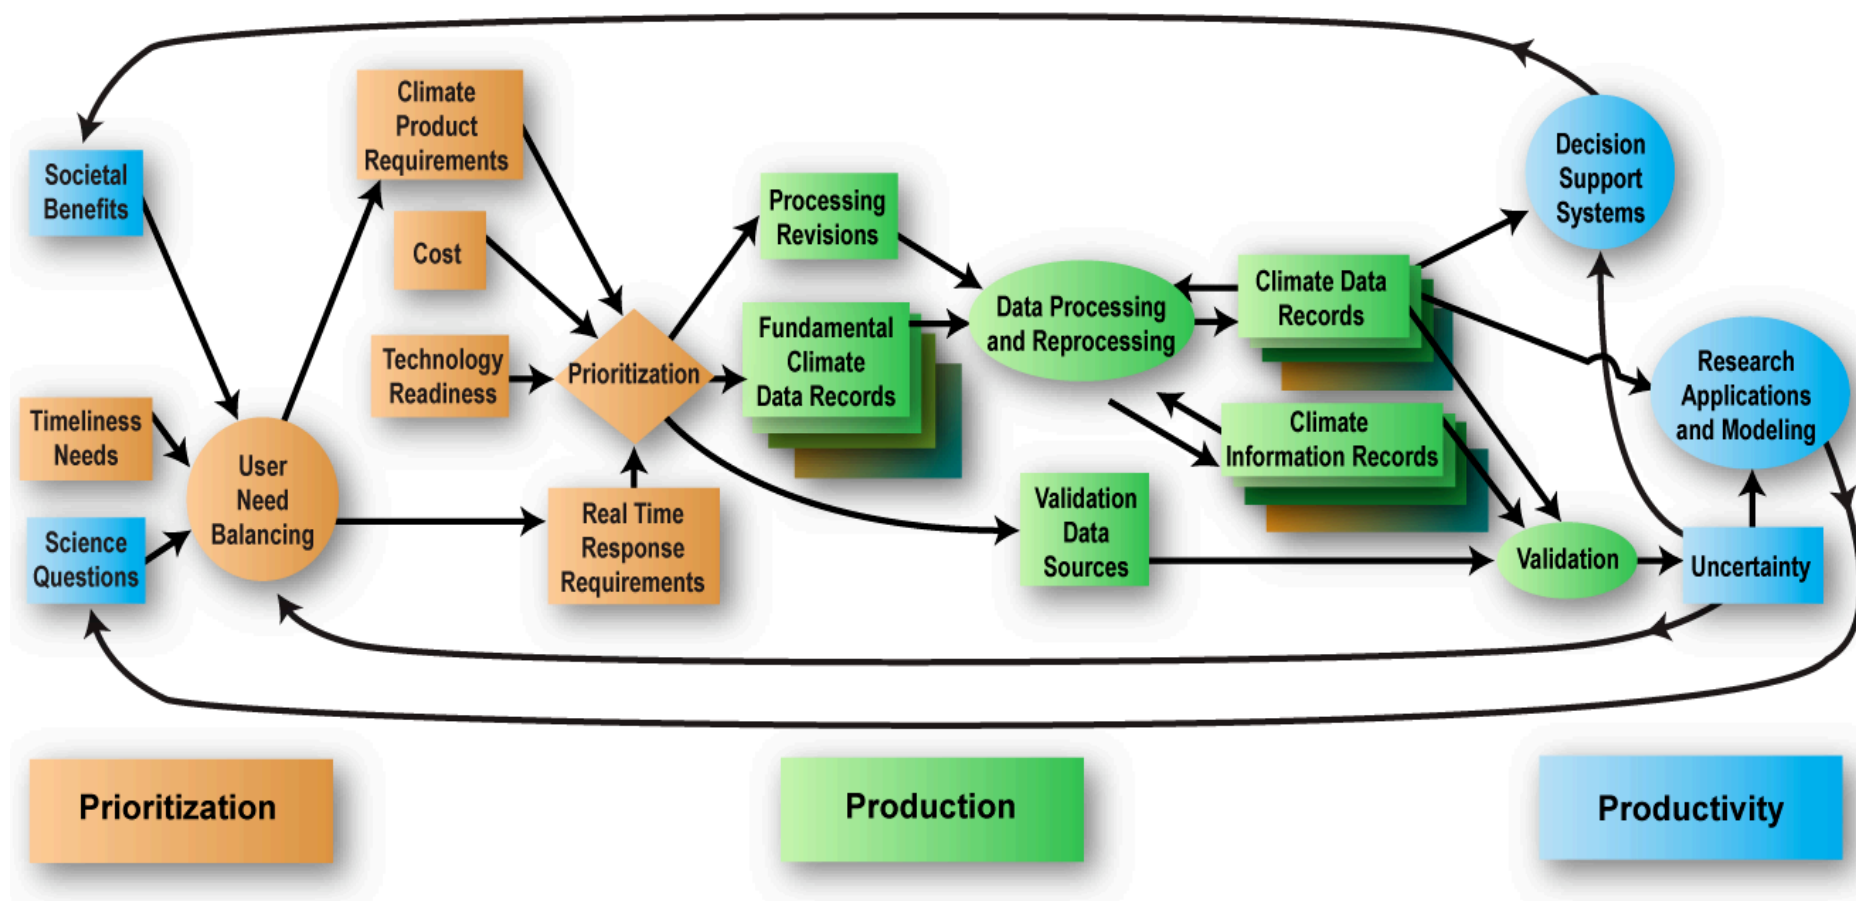 Climate
Product
Requirements
Decision
Support
Systems
Societal
Benefits
Processing
Revisions
Cost
Climate Data
Records
Data Processing
and Reprocessing
Fundamental
Climate
Data Records
Technology
Readiness
Prioritization
Research
Applications
and Modeling
Timeliness
Needs
Climate
Information Records
User
Need
Balancing
Real Time
Response
Requirements
Validation
Data
Sources
Science
Questions
Validation
Uncertainty
Prioritization
Production
Productivity